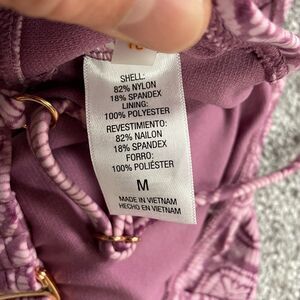 SHELL:
82% NYLON
18% SPANDEX
LINING:
100% POLYESTER
REVESTIMIENTO:
82% NAILON
18% SPANDEX
FORRO:
100% POLIÉSTER
M
MADE IN VIETNAM
HECHO EN VIETNAM